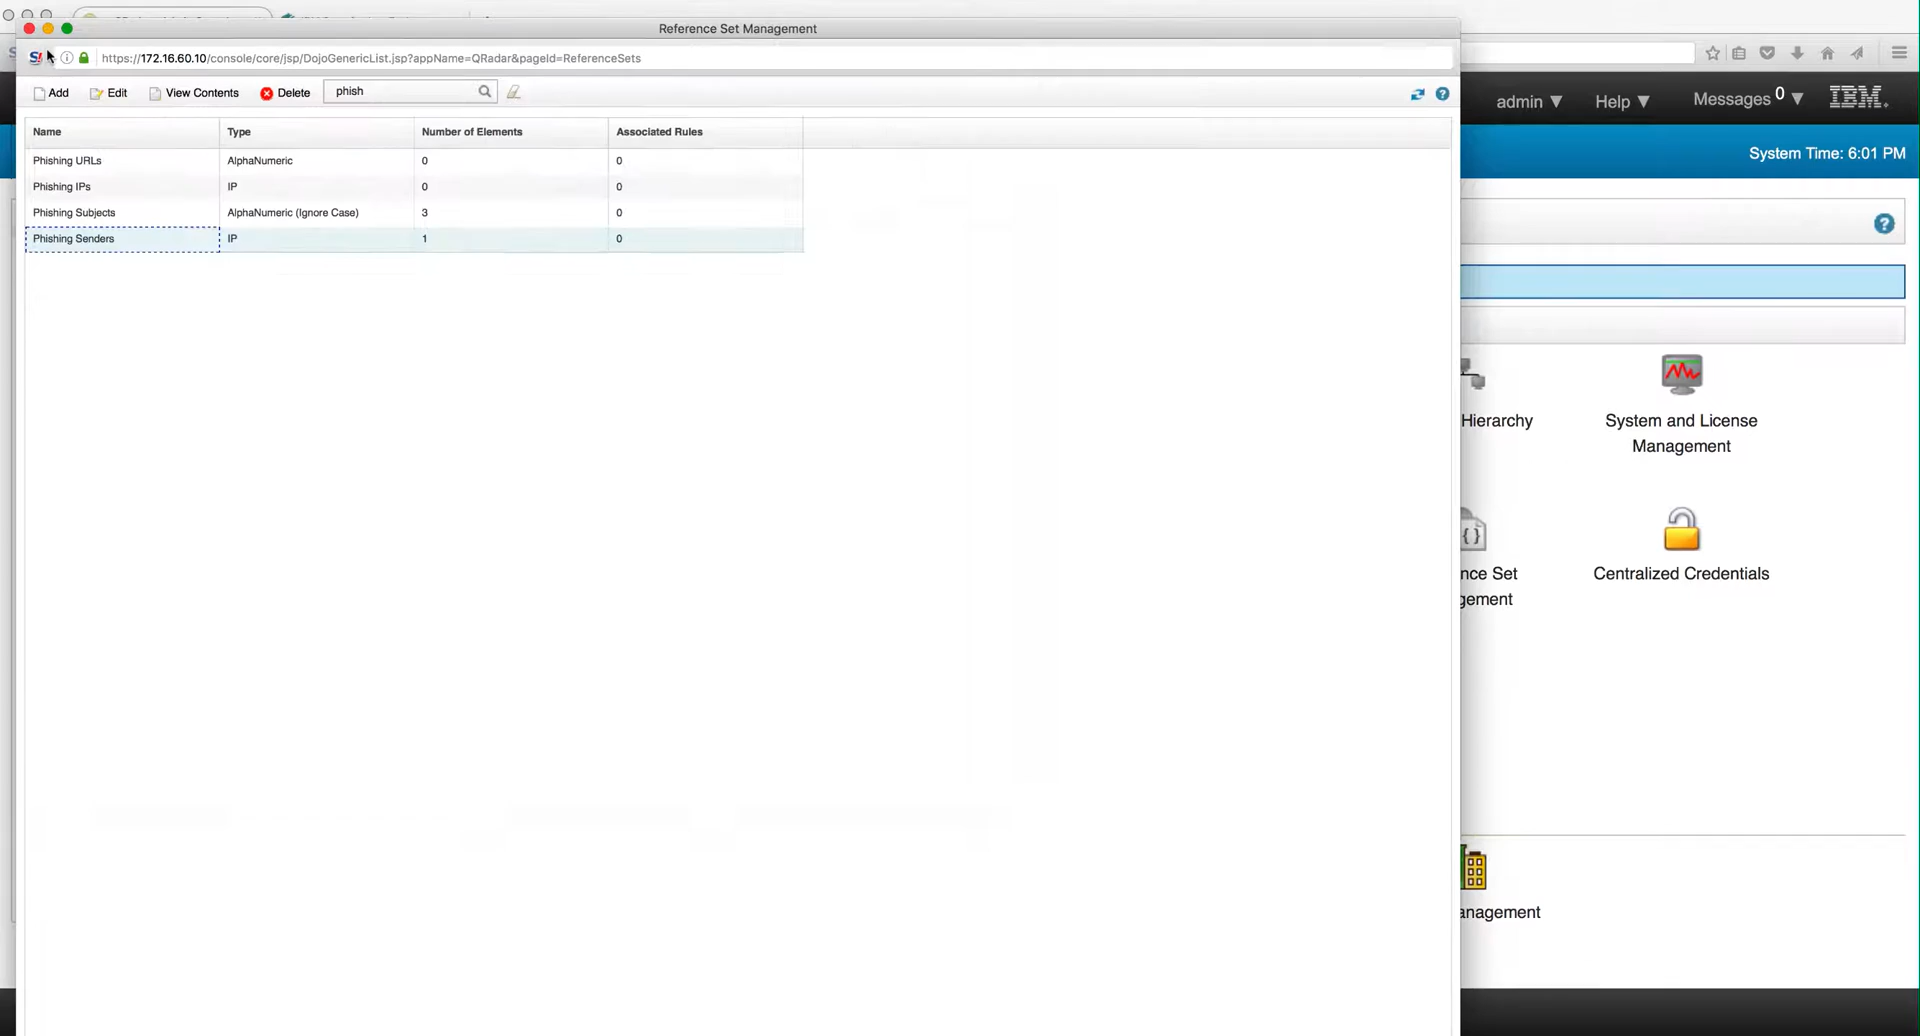 Reference Set Management
https://172.16.60.10/console/core/jsp/DojoGenericList.jsp?appName=QRadar&pageId=ReferenceSets
Add Edit View Contents Delete phish
Name Type Number of Elements Associated Rules
Phishing URLs AlphaNumeric 0 0
Phishing IPs IP 0 0
Phishing Subjects AlphaNumeric (Ignore Case) 3 0
Phishing Senders IP 1 0
admin Help Messages 0 IBM
System Time: 6:01 PM
Hierarchy
System and License
Management
nce Set
gement
Centralized Credentials
anagement